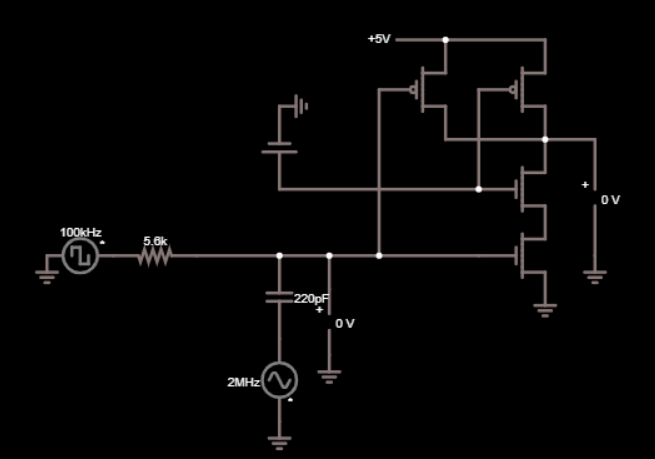 +5V
+
0 V
100kHz
5.6k
220pF
+
0 V
2MHz